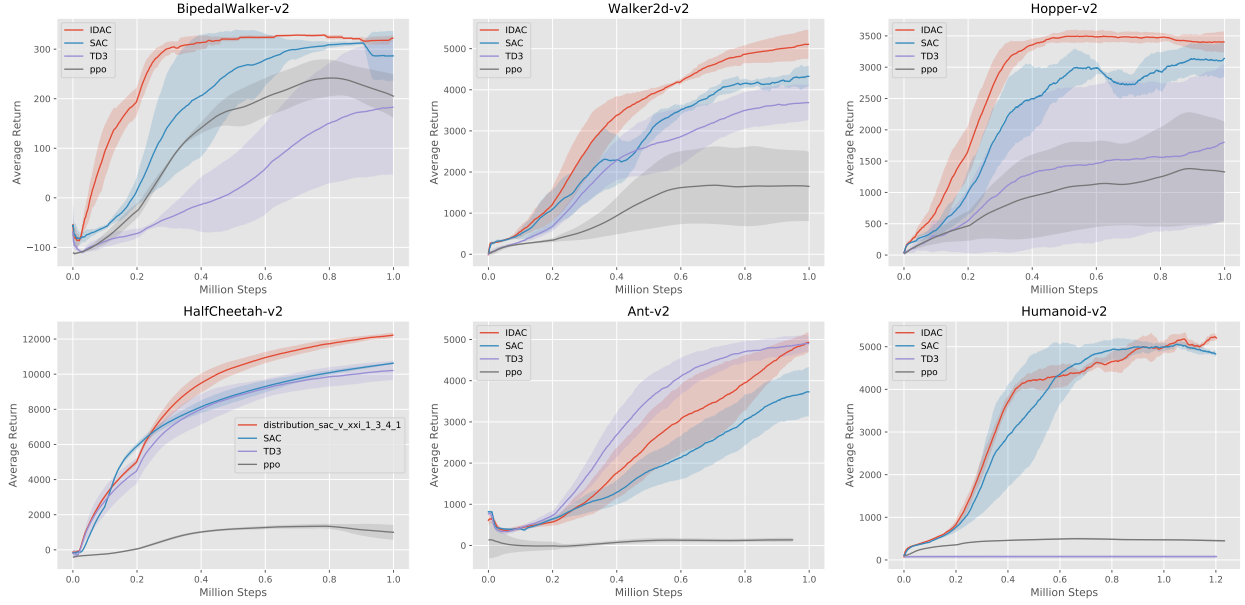 BipedalWalker-v2
IDAC
SAC
TD3
ppo
300
200
100
0
−100
Average Return
0.0 0.2 0.4 0.6 0.8 1.0
Million Steps
Walker2d-v2
IDAC
SAC
TD3
ppo
5000
4000
3000
2000
1000
0
Average Return
0.0 0.2 0.4 0.6 0.8 1.0
Million Steps
Hopper-v2
IDAC
SAC
TD3
ppo
3500
3000
2500
2000
1500
1000
500
0
Average Return
0.0 0.2 0.4 0.6 0.8 1.0
Million Steps
HalfCheetah-v2
distribution_sac_v_xxi_1_3_4_1
SAC
TD3
ppo
12000
10000
8000
6000
4000
2000
0
Average Return
0.0 0.2 0.4 0.6 0.8 1.0
Million Steps
Ant-v2
IDAC
SAC
TD3
ppo
5000
4000
3000
2000
1000
0
Average Return
0.0 0.2 0.4 0.6 0.8 1.0
Million Steps
Humanoid-v2
IDAC
SAC
TD3
ppo
5000
4000
3000
2000
1000
0
Average Return
0.0 0.2 0.4 0.6 0.8 1.0 1.2
Million Steps